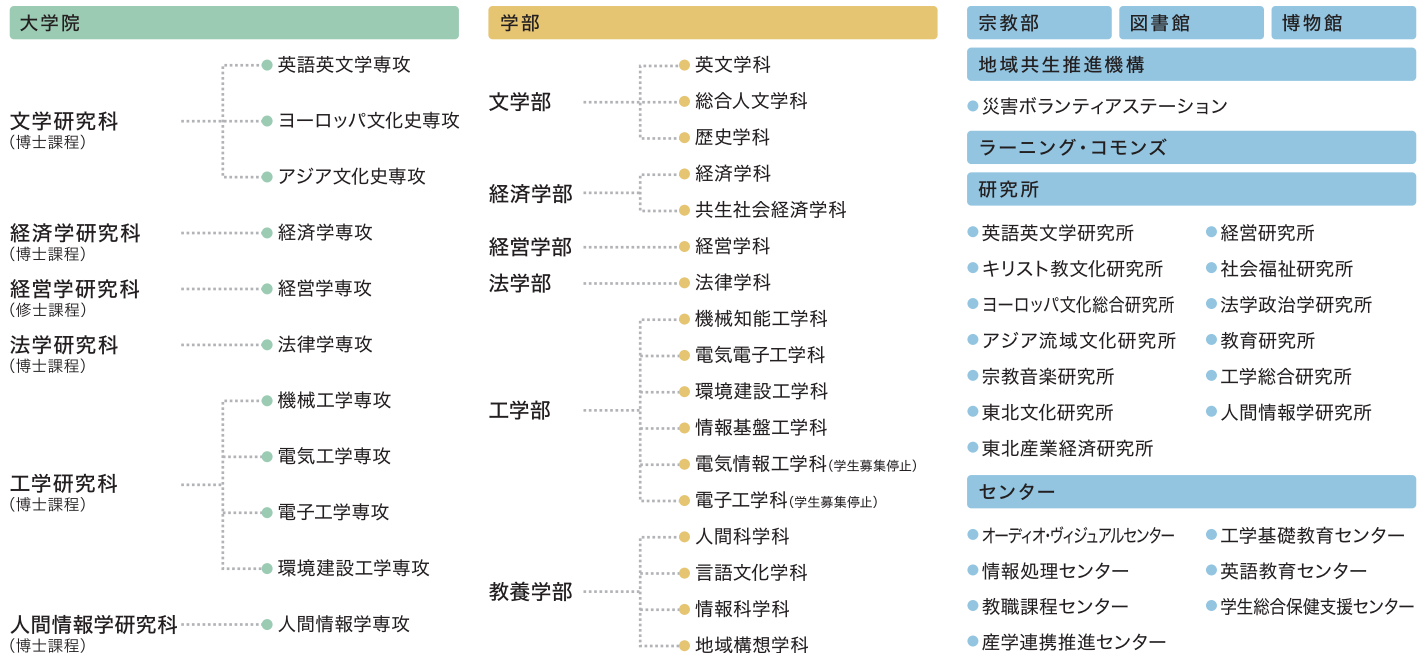 大学院
文学研究科
(博士課程)
英語英文学専攻
ヨーロッパ文化史専攻
アジア文化史専攻
経済学研究科
(博士課程)
経済学専攻
経営学研究科
(修士課程)
経営学専攻
法学研究科
(博士課程)
法律学専攻
工学研究科
(博士課程)
機械工学専攻
電気工学専攻
電子工学専攻
環境建設工学専攻
人間情報学研究科
(博士課程)
人間情報学専攻
学部
文学部
英文学科
総合人文学科
歴史学科
経済学部
経済学科
共生社会経済学科
経営学部
経営学科
法学部
法律学科
工学部
機械知能工学科
電気電子工学科
環境建設工学科
情報基盤工学科
電気情報工学科(学生募集停止)
電子工学科(学生募集停止)
教養学部
人間科学科
言語文化学科
情報科学科
地域構想学科
宗教部
図書館
博物館
地域共生推進機構
災害ボランティアステーション
ラーニング・コモンズ
研究所
英語英文学研究所
キリスト教文化研究所
ヨーロッパ文化総合研究所
アジア流域文化研究所
宗教音楽研究所
東北文化研究所
東北産業経済研究所
経営研究所
社会福祉研究所
法学政治学研究所
教育研究所
工学総合研究所
人間情報学研究所
センター
オーディオ・ヴィジュアルセンター
情報処理センター
教職課程センター
産学連携推進センター
工学基礎教育センター
英語教育センター
学生総合保健支援センター